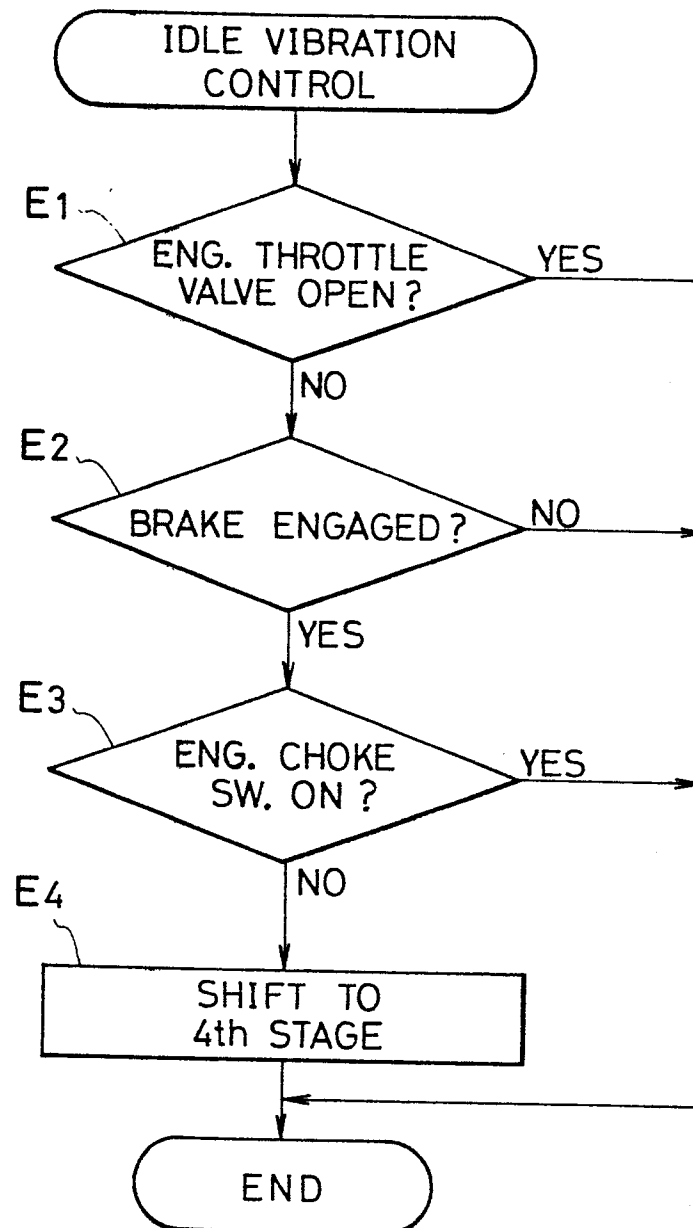 IDLE VIBRATION
CONTROL
E1
ENG. THROTTLE
VALVE OPEN?
YES
NO
E2
BRAKE ENGAGED?
NO
YES
E3
ENG. CHOKE
SW. ON?
YES
NO
E4
SHIFT TO
4th STAGE
END